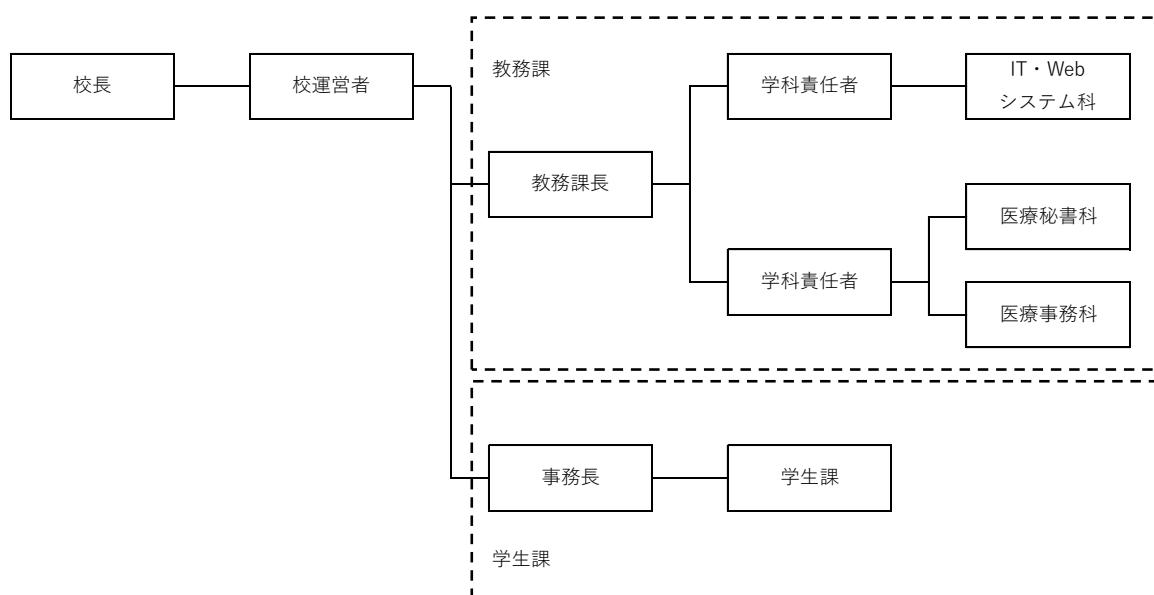 校長
校運営者
教務課
教務課長
学科責任者
IT・Web
システム科
学科責任者
医療秘書科
医療事務科
事務長
学生課
学生課